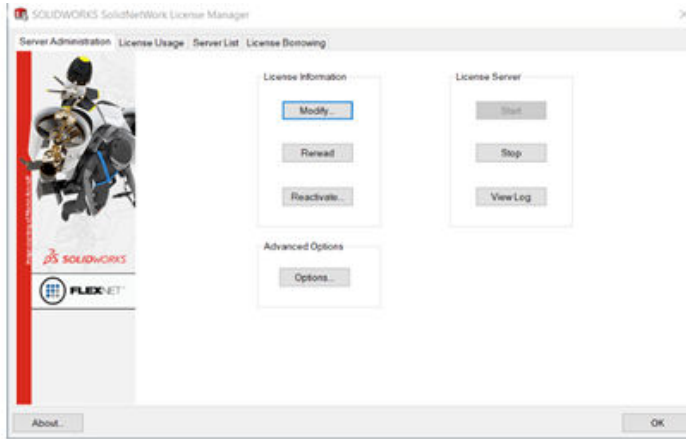 SOLIDWORKS SolidNetWork License Manager
Server Administration License Usage Server List License Borrowing
License Information License Server
Modify... Start
Reread Stop
Reactivate... View Log
Advanced Options
Options...
SOLIDWORKS
FLEXNET
About... OK